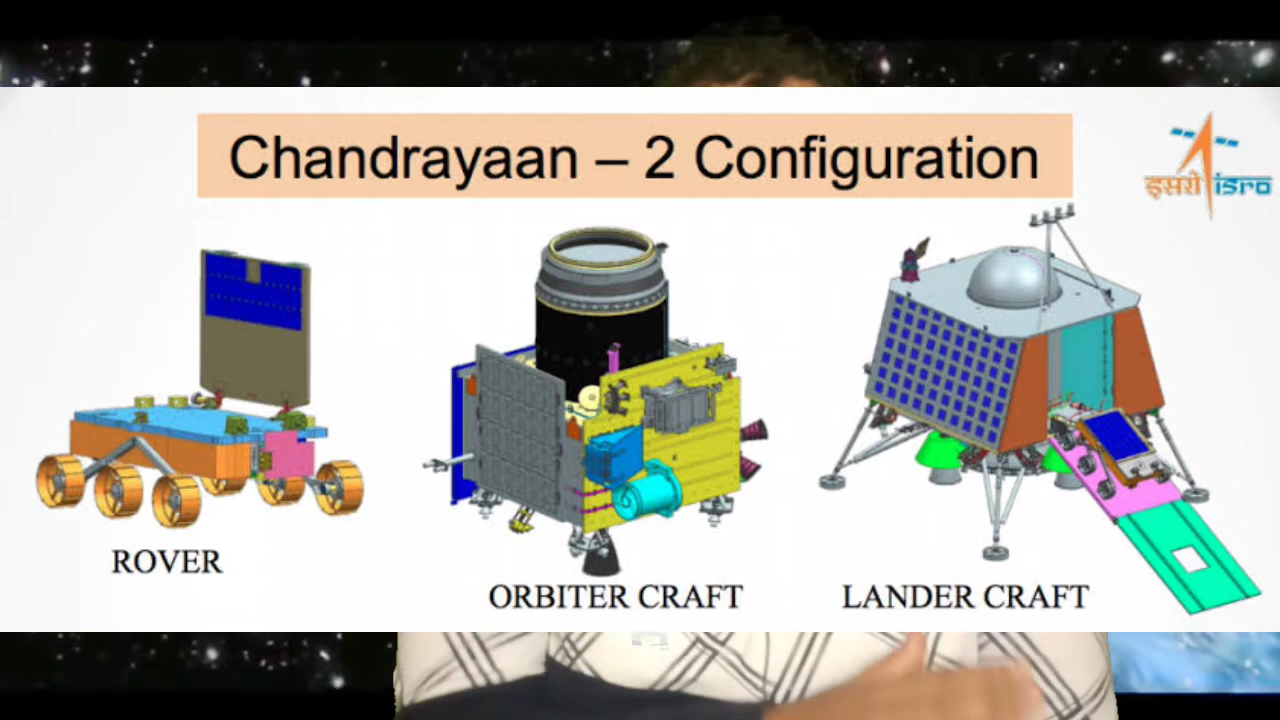 Chandrayaan – 2 Configuration
इसरो isro
ROVER
ORBITER CRAFT
LANDER CRAFT